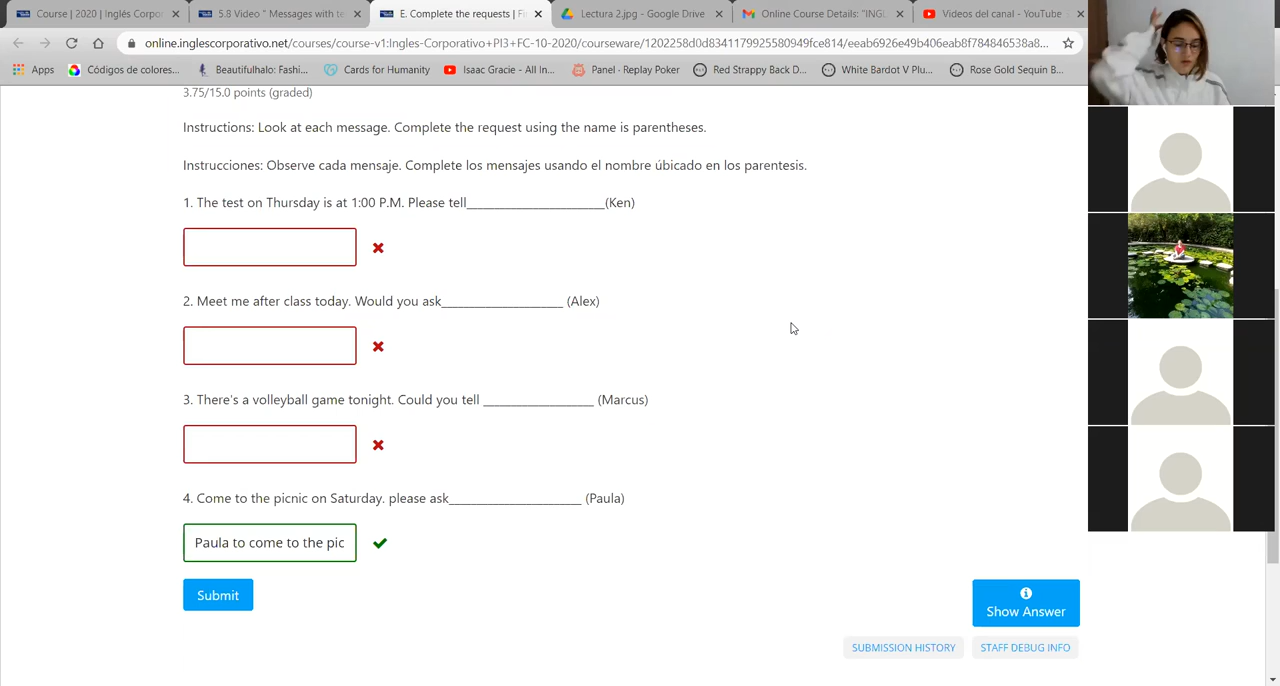 Course | 2020 | Inglés Corpor
5.8 Video " Messages with te
E. Complete the requests | Fi
Lectura 2.jpg - Google Drive
Online Course Details: "INGL
Videos del canal - YouTube
online.inglescorporativo.net/courses/course-v1:Ingles-Corporativo+PI3+FC-10-2020/courseware/1202258d0d8341179925580949fce814/eeab6926e49b406eab8f784846538a8...
Apps
Códigos de colores...
Beautifulhalo: Fashi...
Cards for Humanity
Isaac Gracie - All In...
Panel · Replay Poker
Red Strappy Back D...
White Bardot V Plu...
Rose Gold Sequin B...
3.75/15.0 points (graded)
Instructions: Look at each message. Complete the request using the name is parentheses.
Instrucciones: Observe cada mensaje. Complete los mensajes usando el nombre úbicado en los parentesis.
1. The test on Thursday is at 1:00 P.M. Please tell______________________(Ken)
2. Meet me after class today. Would you ask___________________ (Alex)
3. There's a volleyball game tonight. Could you tell _________________ (Marcus)
4. Come to the picnic on Saturday. please ask_____________________ (Paula)
Paula to come to the pic
Submit
Show Answer
SUBMISSION HISTORY
STAFF DEBUG INFO